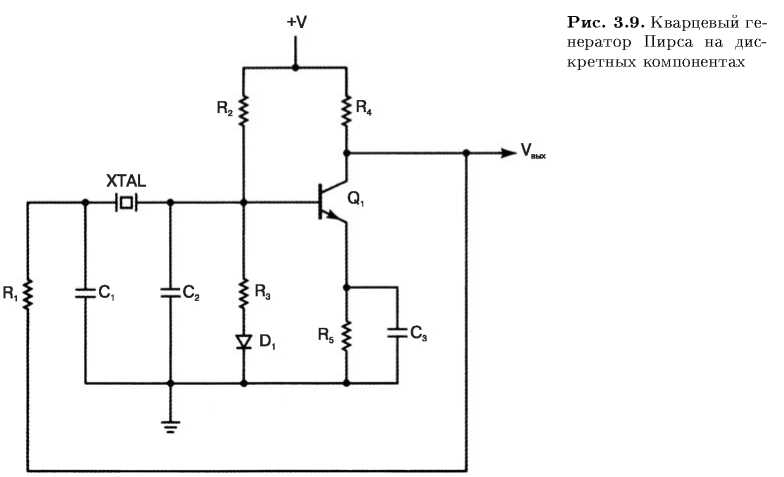 +V
Рис. 3.9. Кварцевый ге-
нератор Пирса на дис-
кретных компонентах
R₂
R₄
Vвых
XTAL
Q₁
R₁
C₁
C₂
R₃
D₁
R₅
C₃